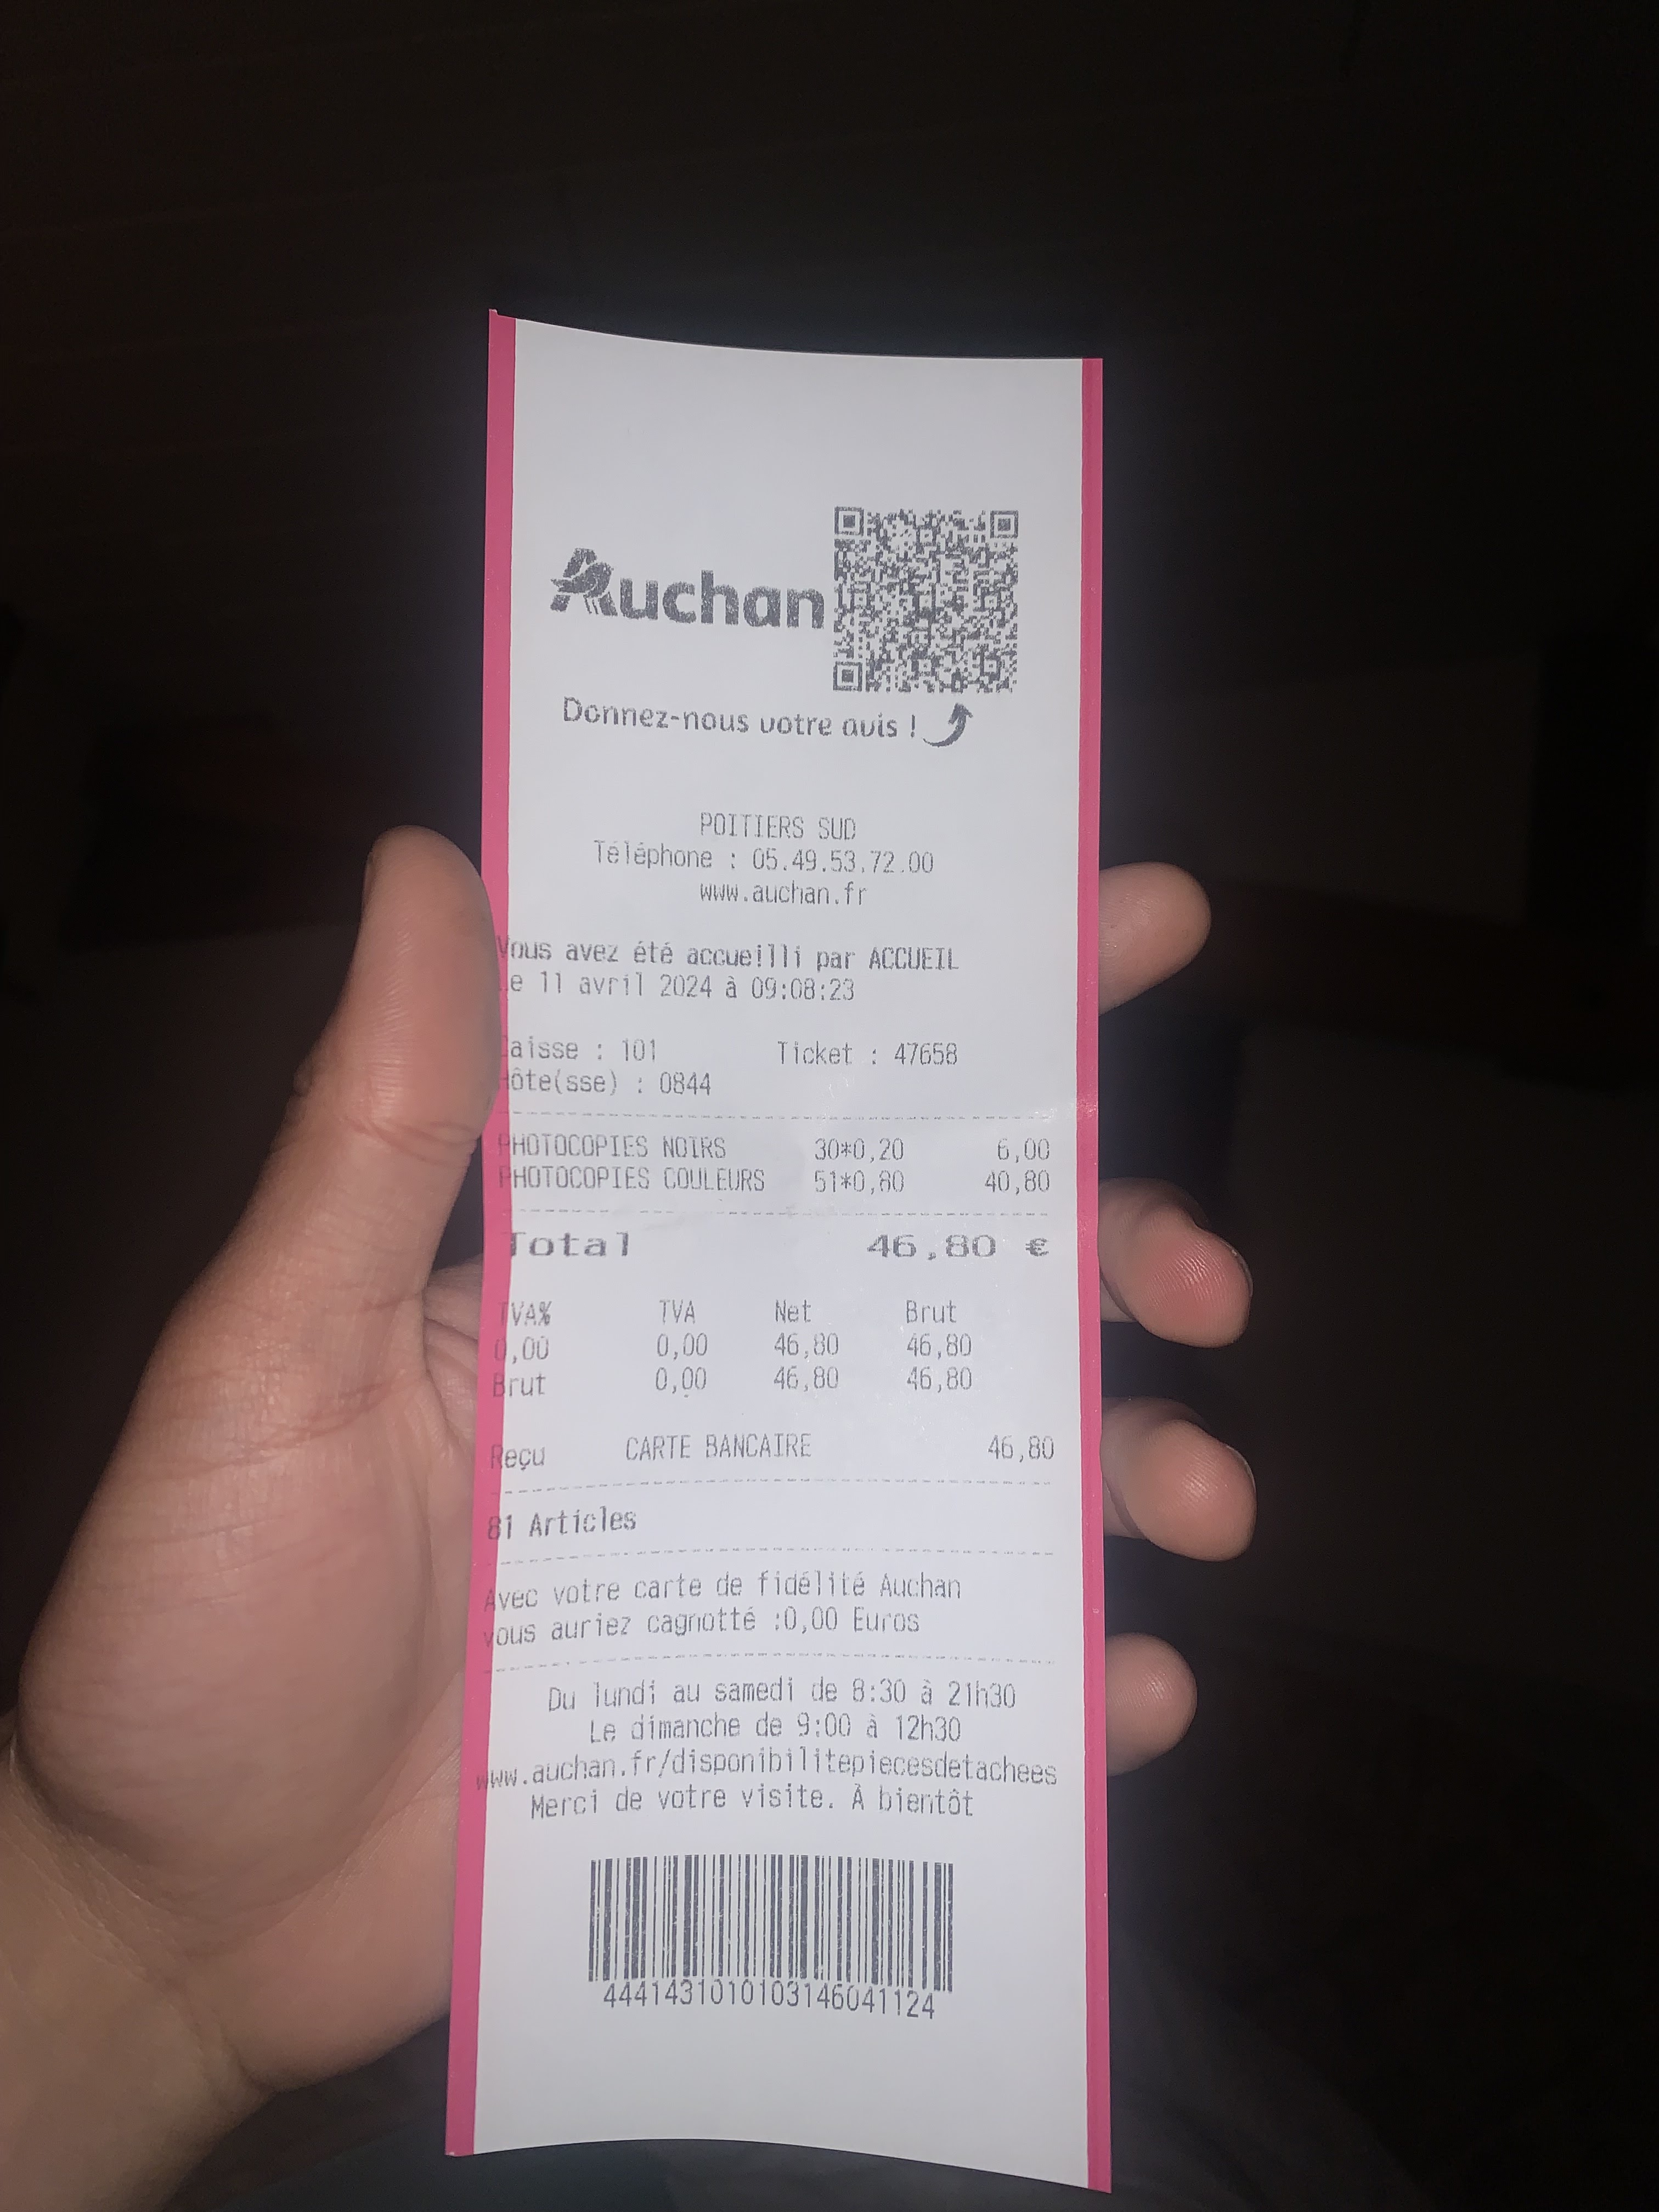 Auchan
Donnez-nous votre avis !
POITIERS SUD
Téléphone : 05.49.53.72.00
www.auchan.fr
Vous avez été accueilli par ACCUEIL
Le 11 avril 2024 à 09:08:23
Caisse : 101 Ticket : 47658
Hôte(sse) : 0844
PHOTOCOPIES NOIRS 30*0,20 6,00
PHOTOCOPIES COULEURS 51*0,80 40,80
Total 46,80 €
TVA% TVA Net Brut
0,00 0,00 46,80 46,80
Brut 0,00 46,80 46,80
Reçu CARTE BANCAIRE 46,80
81 Articles
Avec votre carte de fidélité Auchan
vous auriez cagnotté :0,00 Euros
Du lundi au samedi de 8:30 à 21h30
Le dimanche de 9:00 à 12h30
www.auchan.fr/disponibilitepiecesdetachees
Merci de votre visite. À bientôt
4441431010103146041124